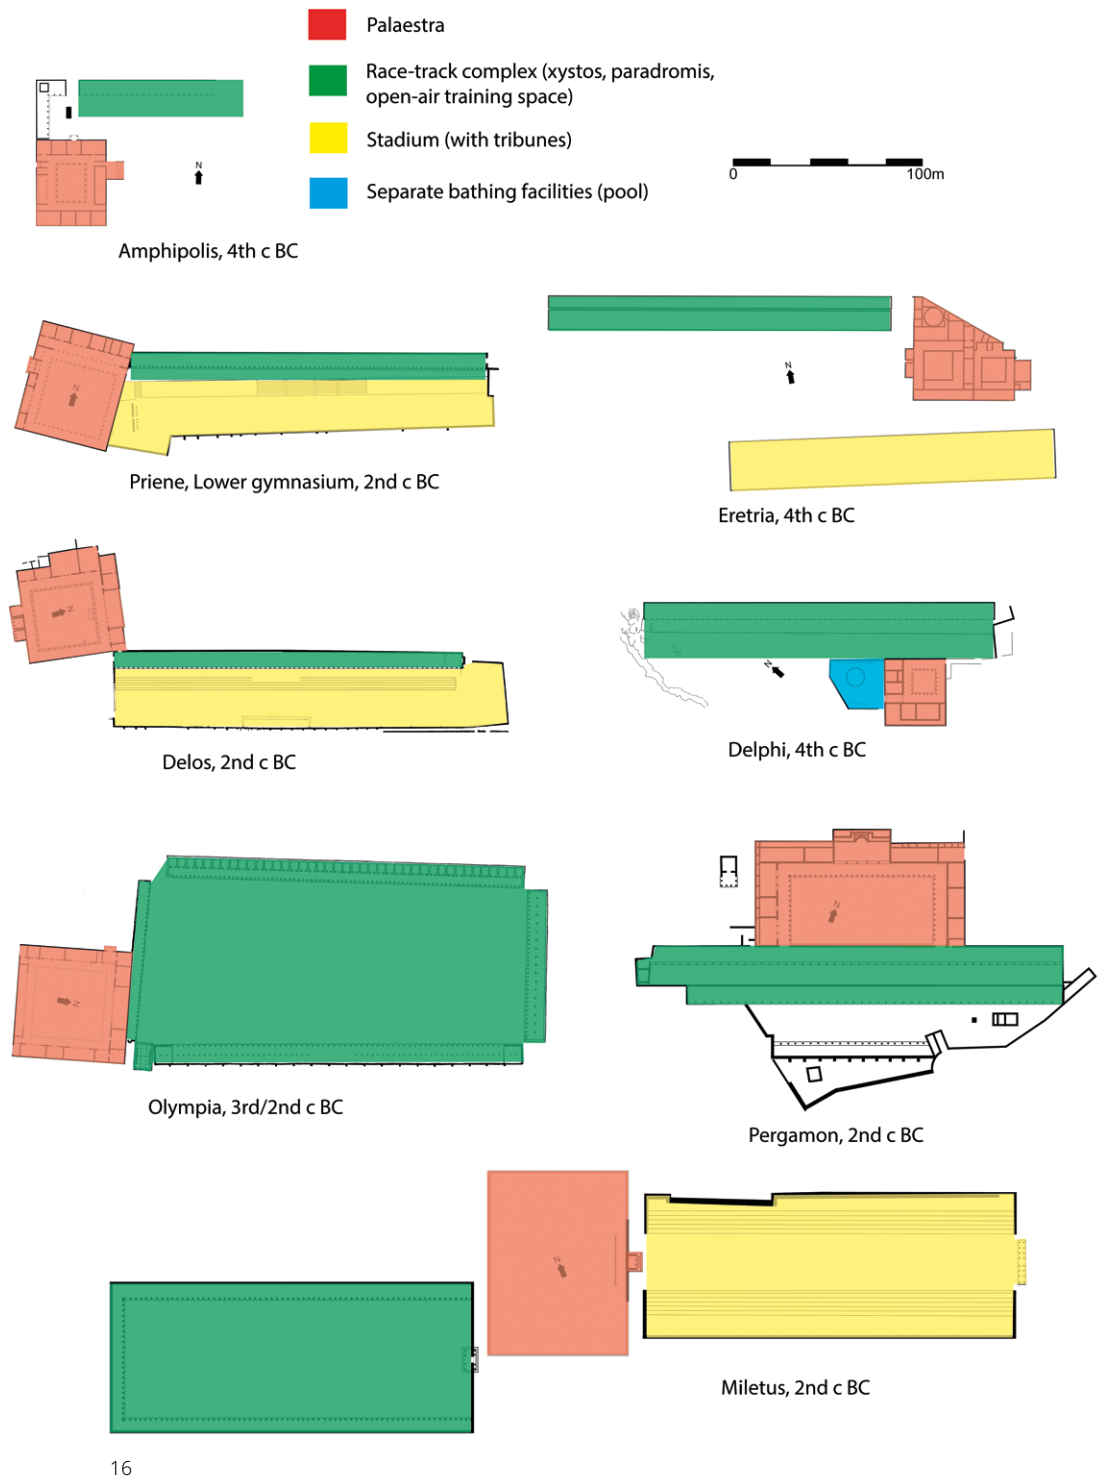 Palaestra
Race-track complex (xystos, paradromis,
open-air training space)
Stadium (with tribunes)
Separate bathing facilities (pool)
0 100m
N
Amphipolis, 4th c BC
N
Priene, Lower gymnasium, 2nd c BC
N
Eretria, 4th c BC
N
Delos, 2nd c BC
N
Delphi, 4th c BC
N
Olympia, 3rd/2nd c BC
N
Pergamon, 2nd c BC
N
Miletus, 2nd c BC
16